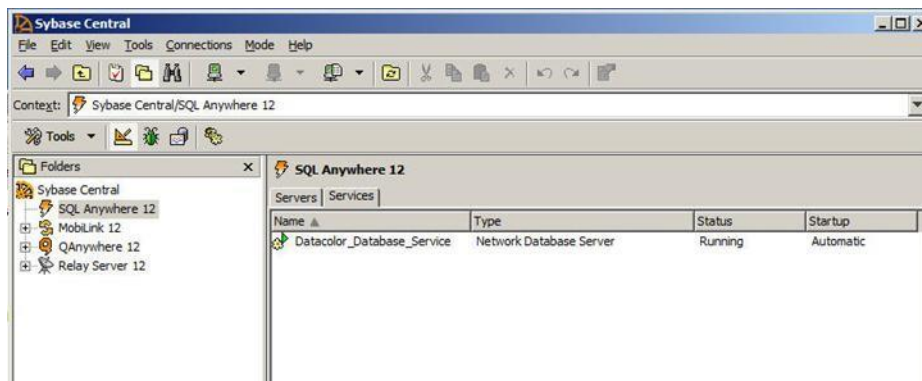 Sybase Central
File Edit View Tools Connections Mode Help
Context: Sybase Central/SQL Anywhere 12
Tools
Folders x
SQL Anywhere 12
Servers Services
Sybase Central
SQL Anywhere 12
MobiLink 12
QAnywhere 12
Relay Server 12
Name Type Status Startup
Datacolor_Database_Service Network Database Server Running Automatic